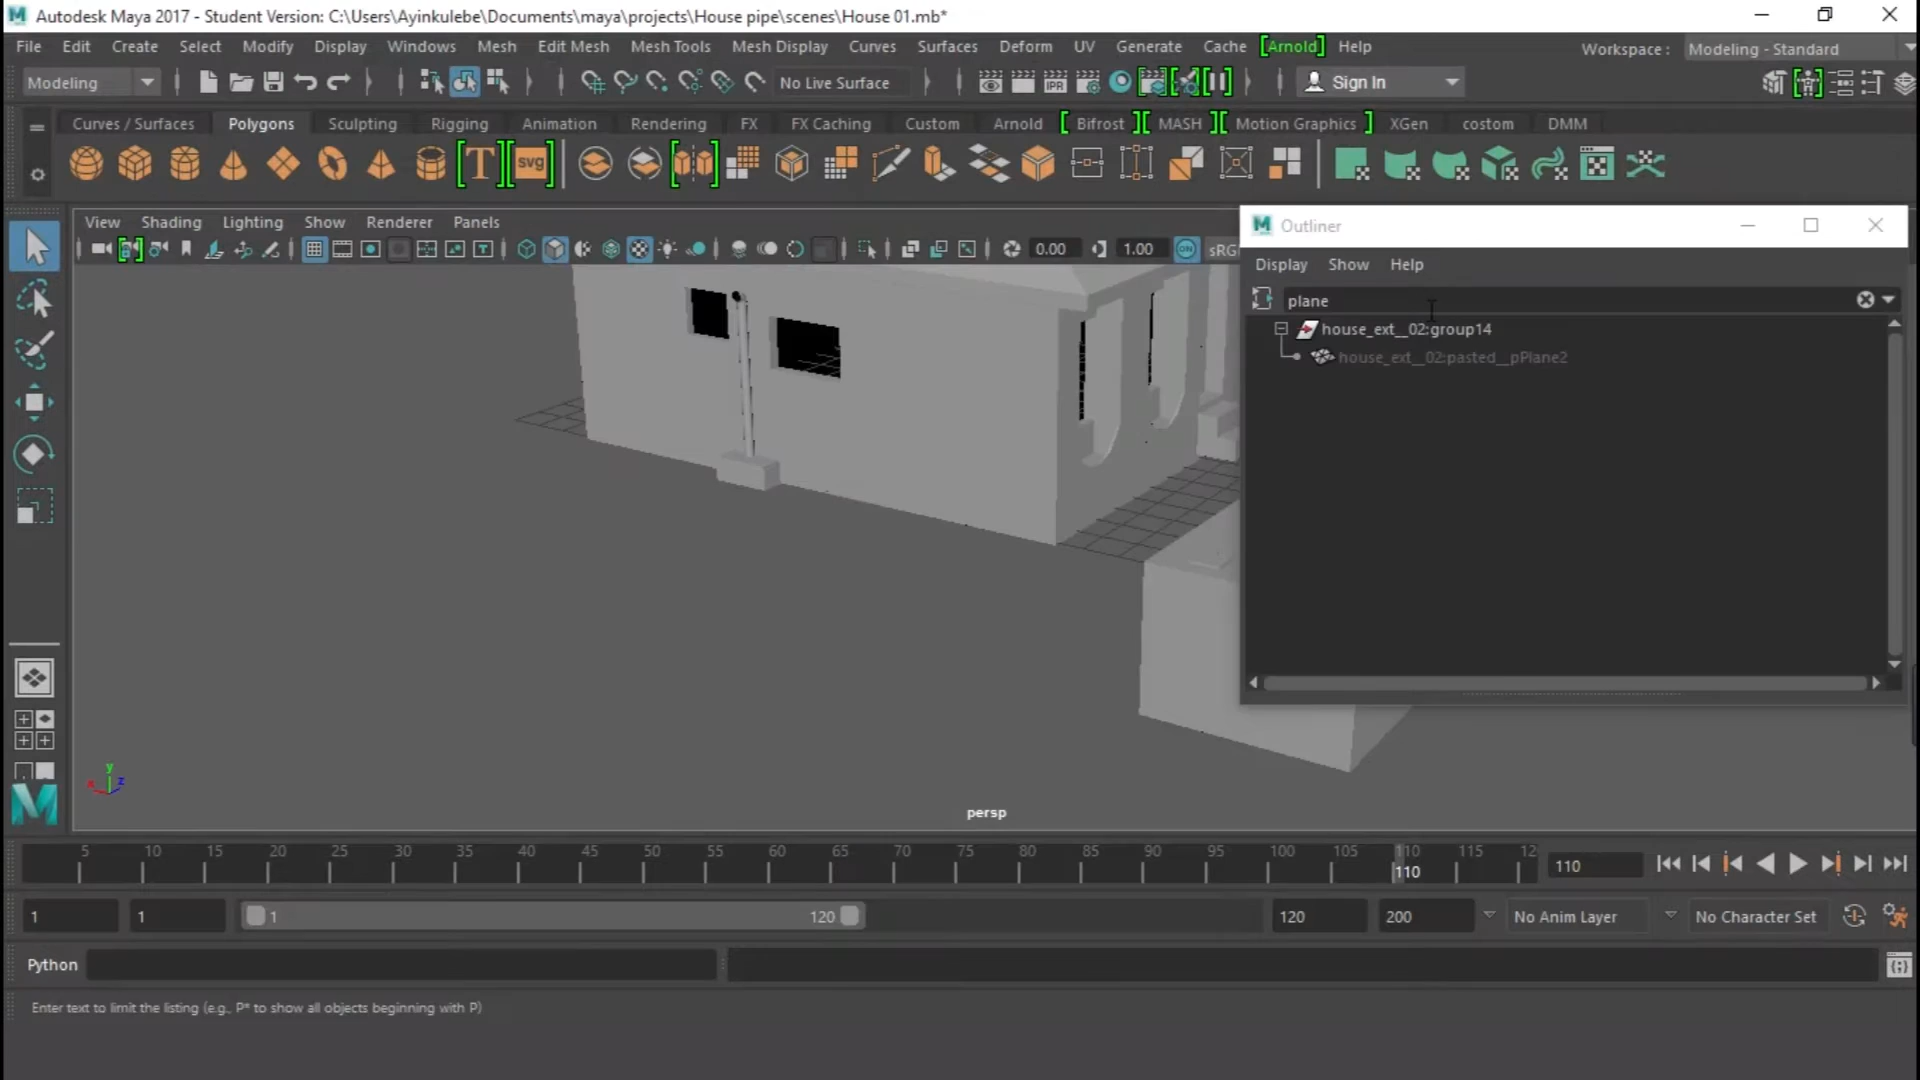 Autodesk Maya 2017 - Student Version: C:\Users\Ayinkulebe\Documents\maya\projects\House pipe\scenes\House 01.mb*
File Edit Create Select Modify Display Windows Mesh Edit Mesh Mesh Tools Mesh Display Curves Surfaces Deform UV Generate Cache [Arnold] Help Workspace : Modeling - Standard
Modeling No Live Surface IPR Sign In
Curves / Surfaces Polygons Sculpting Rigging Animation Rendering FX FX Caching Custom Arnold [ Bifrost ][ MASH ][ Motion Graphics ] XGen costom DMM
T svg
View Shading Lighting Show Renderer Panels
0.00 1.00 ON sRG
Outliner
Display Show Help
plane
house_ext__02:group14
house_ext__02:pasted__pPlane2
y
x z
persp
5 10 15 20 25 30 35 40 45 50 55 60 65 70 75 80 85 90 95 100 105 110 115 12
110 110
1 1 1 120 120 200 No Anim Layer No Character Set
Python
Enter text to limit the listing (e.g., P* to show all objects beginning with P)